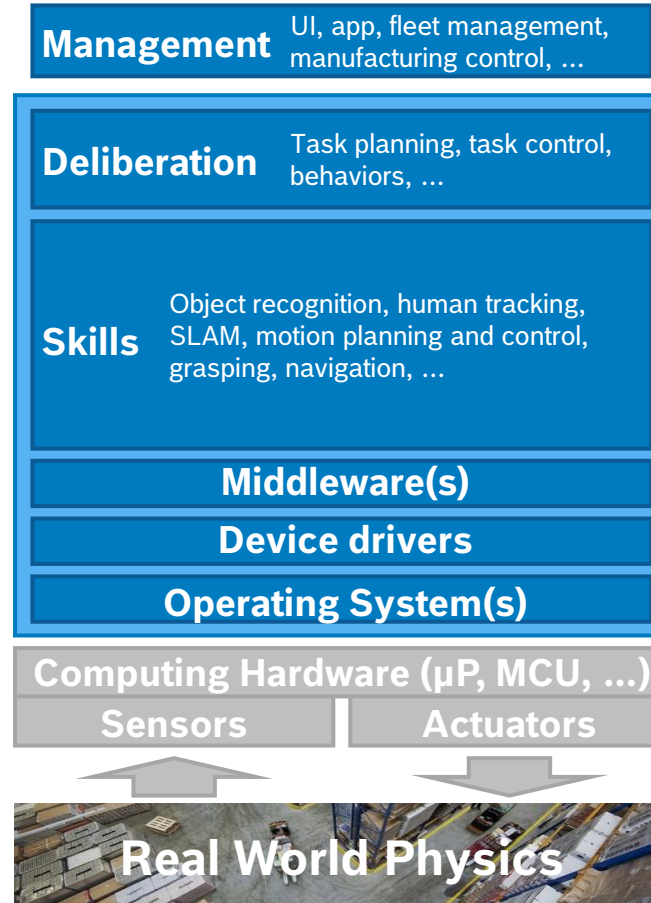 Management
UI, app, fleet management,
manufacturing control, ...
Deliberation
Task planning, task control,
behaviors, ...
Skills
Object recognition, human tracking,
SLAM, motion planning and control,
grasping, navigation, ...
Middleware(s)
Device drivers
Operating System(s)
Computing Hardware (µP, MCU, ...)
Sensors
Actuators
Real World Physics